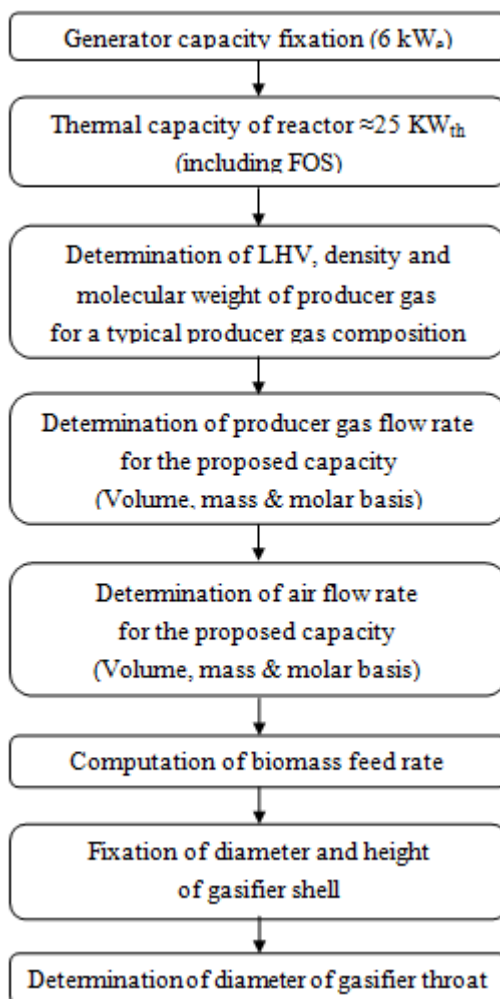 Generator capacity fixation (6 kWₑ)
Thermal capacity of reactor ≈25 KWth
(including FOS)
Determination of LHV, density and
molecular weight of producer gas
for a typical producer gas composition
Determination of producer gas flow rate
for the proposed capacity
(Volume, mass & molar basis)
Determination of air flow rate
for the proposed capacity
(Volume, mass & molar basis)
Computation of biomass feed rate
Fixation of diameter and height
of gasifier shell
Determination of diameter of gasifier throat